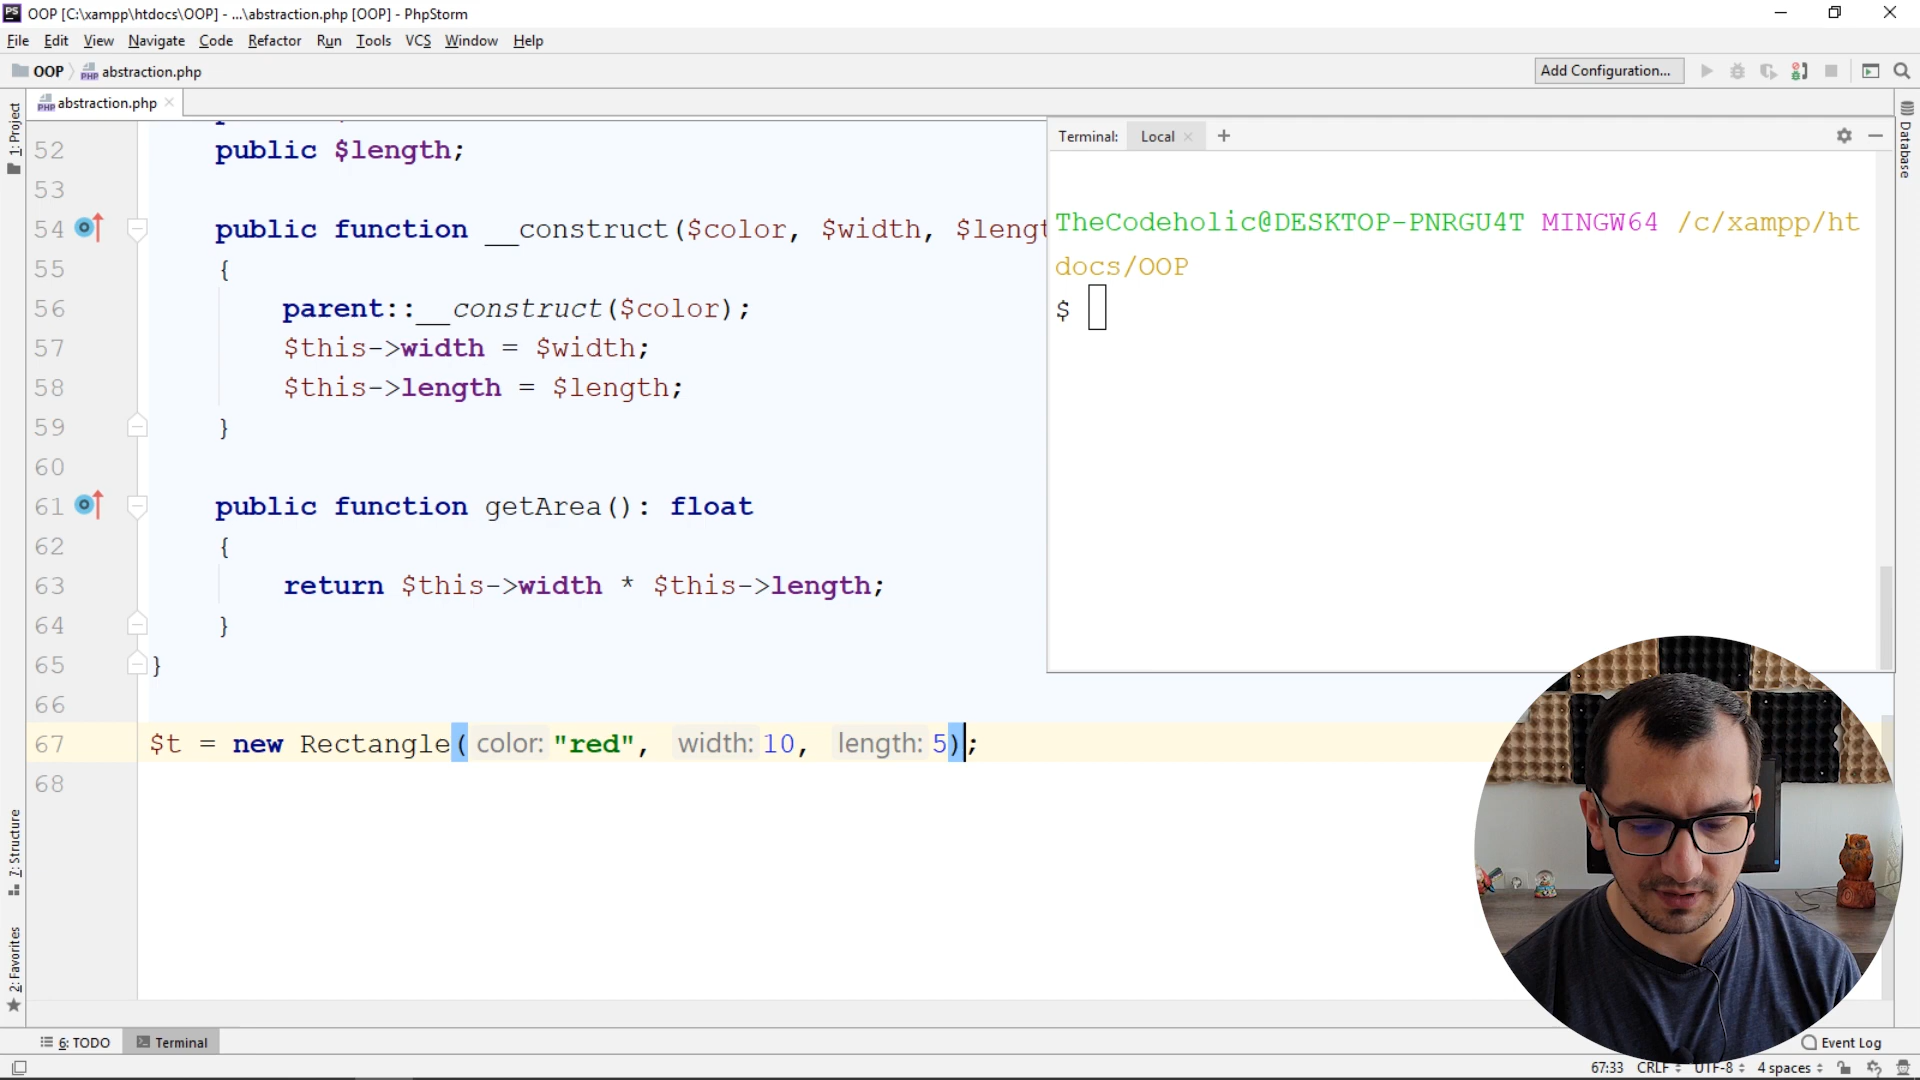 OOP [C:\xampp\htdocs\OOP] - ...\abstraction.php [OOP] - PhpStorm
File Edit View Navigate Code Refactor Run Tools VCS Window Help
OOP abstraction.php Add Configuration...
abstraction.php
1: Project
Database
7: Structure
2: Favorites
52 public $length;
53
54 public function __construct($color, $width, $lengt
55 {
56 parent::__construct($color);
57 $this->width = $width;
58 $this->length = $length;
59 }
60
61 public function getArea(): float
62 {
63 return $this->width * $this->length;
64 }
65 }
66
67 $t = new Rectangle( color: "red", width: 10, length: 5);
68
Terminal: Local +
TheCodeholic@DESKTOP-PNRGU4T MINGW64 /c/xampp/ht
docs/OOP
$
6: TODO Terminal Event Log
67:33 CRLF UTF-8 4 spaces